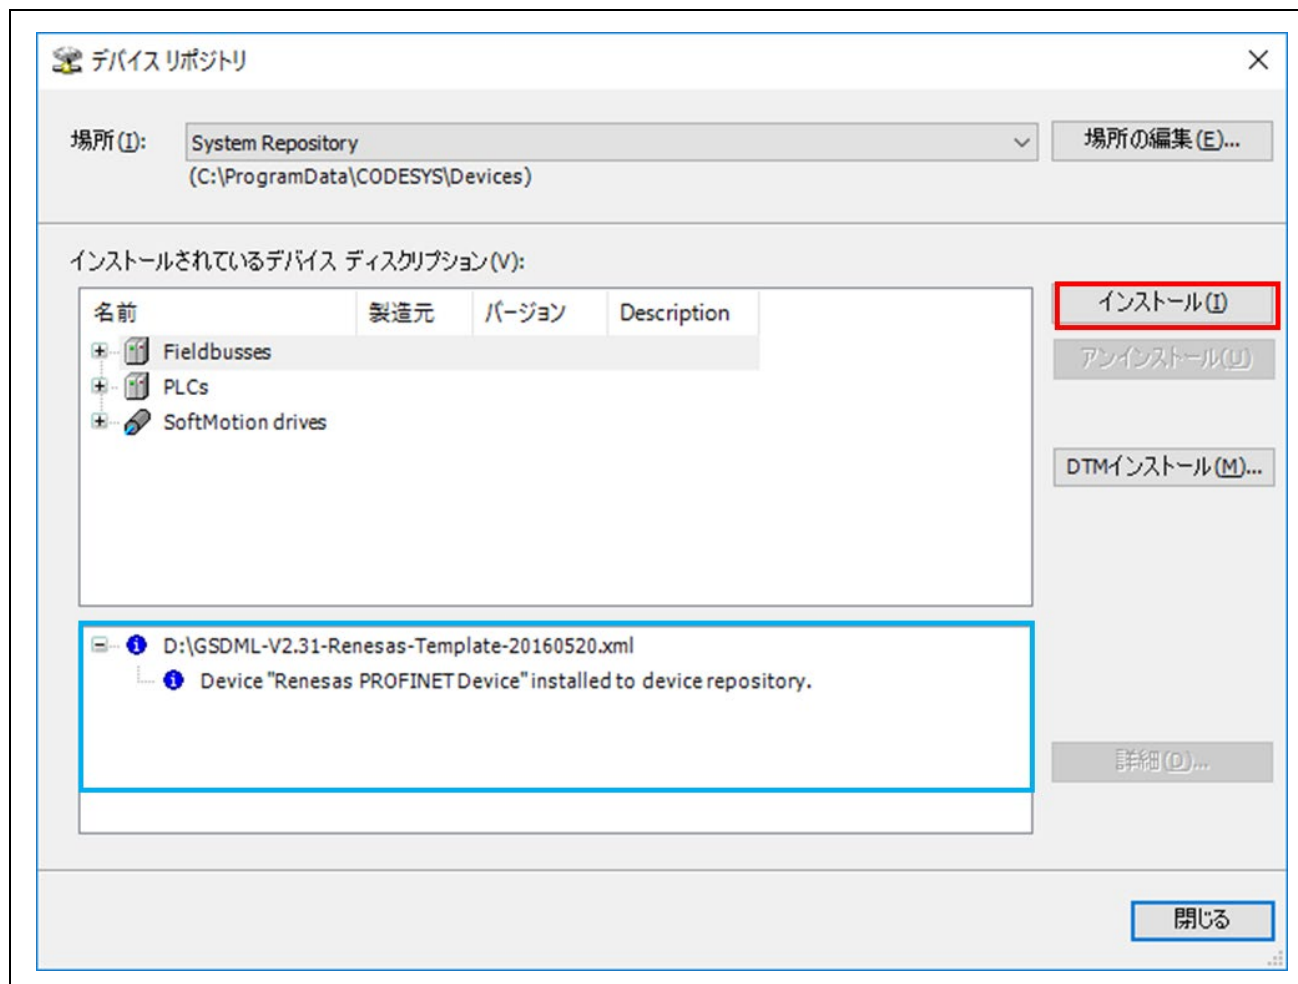 デバイス リポジトリ
場所(I): System Repository 場所の編集(E)...
(C:\ProgramData\CODESYS\Devices)
インストールされているデバイス ディスクリプション(V):
名前 製造元 バージョン Description インストール(I)
Fieldbusses
アンインストール(U)
PLCs
SoftMotion drives
DTMインストール(M)...
D:\GSDML-V2.31-Renesas-Template-20160520.xml
Device "Renesas PROFINET Device" installed to device repository.
詳細(D)...
閉じる